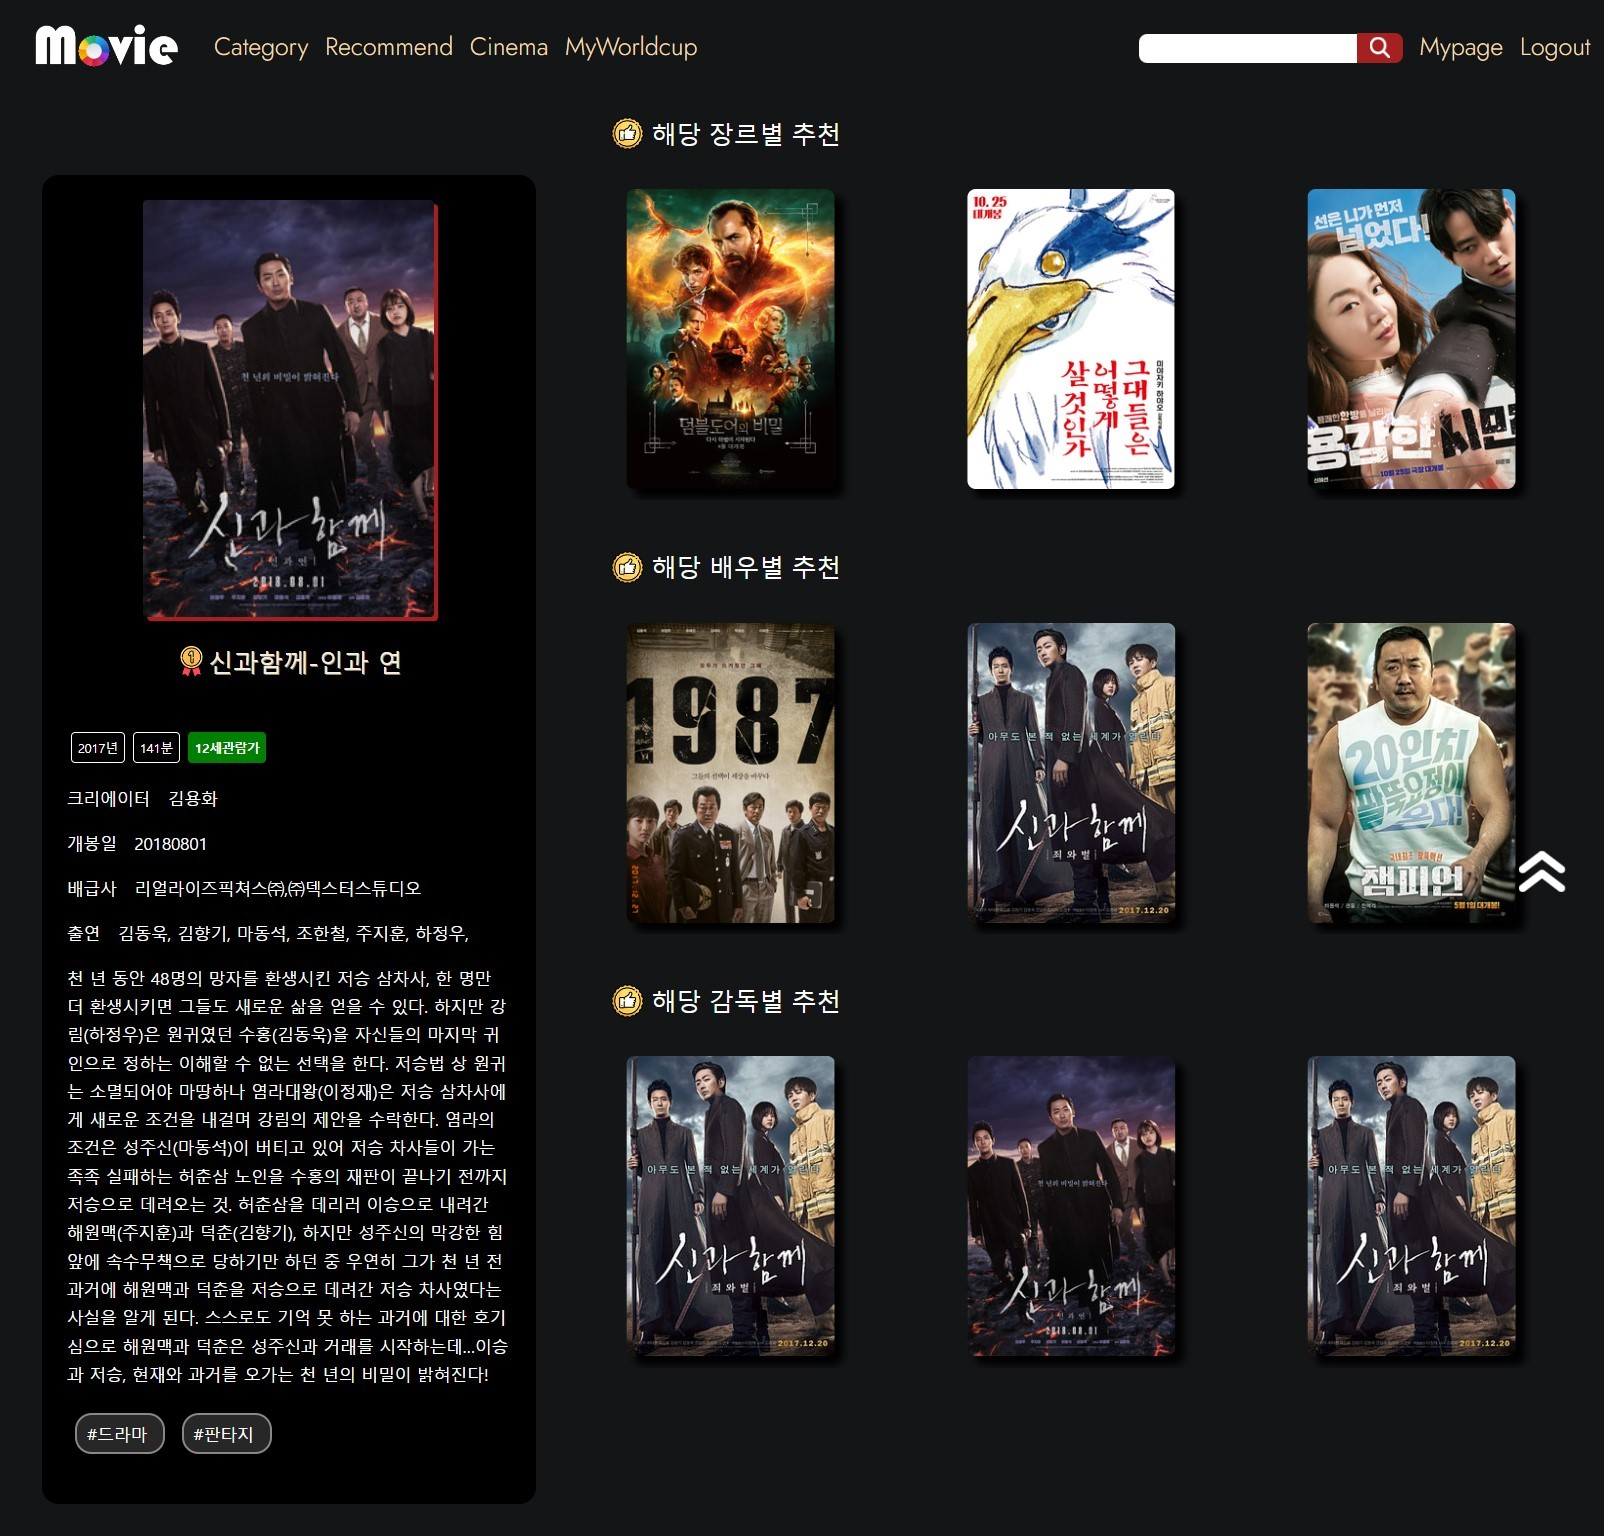 Movie
Category Recommend Cinema MyWorldcup
Mypage Logout
천 년의 비밀이 밝혀진다
신과함께
인과 연
2018.08.01
신과함께-인과 연
2017년 141분 12세관람가
크리에이터 김용화
개봉일 20180801
배급사 리얼라이즈픽쳐스㈜,㈜덱스터스튜디오
출연 김동욱, 김향기, 마동석, 조한철, 주지훈, 하정우,
천 년 동안 48명의 망자를 환생시킨 저승 삼차사, 한 명만
더 환생시키면 그들도 새로운 삶을 얻을 수 있다. 하지만 강
림(하정우)은 원귀였던 수홍(김동욱)을 자신들의 마지막 귀
인으로 정하는 이해할 수 없는 선택을 한다. 저승법 상 원귀
는 소멸되어야 마땅하나 염라대왕(이정재)은 저승 삼차사에
게 새로운 조건을 내걸며 강림의 제안을 수락한다. 염라의
조건은 성주신(마동석)이 버티고 있어 저승 차사들이 가는
족족 실패하는 허춘삼 노인을 수홍의 재판이 끝나기 전까지
저승으로 데려오는 것. 허춘삼을 데리러 이승으로 내려간
해원맥(주지훈)과 덕춘(김향기), 하지만 성주신의 막강한 힘
앞에 속수무책으로 당하기만 하던 중 우연히 그가 천 년 전
과거에 해원맥과 덕춘을 저승으로 데려간 저승 차사였다는
사실을 알게 된다. 스스로도 기억 못 하는 과거에 대한 호기
심으로 해원맥과 덕춘은 성주신과 거래를 시작하는데...이승
과 저승, 현재와 과거를 오가는 천 년의 비밀이 밝혀진다!
#드라마 #판타지
해당 장르별 추천
덤블도어의 비밀
다시 마법이 시작된다
4월 대개봉
10. 25
대개봉
미야자키 하야오
그대들은
어떻게
살 것인가
선은 니가 먼저
넘었다!
용감한 시민
10월 25일 극장 대개봉
신혜선
이준영
해당 배우별 추천
모두가 뜨거웠던 그해
1987
그들의 선택이 세상을 바꾸다
2017.12.27
아무도 본 적 없는 세계가 열린다
신과함께
죄와 벌
2017.12.20
20인치
팔뚝요정이
온다!
챔피언
5월 1일 대개봉!
해당 감독별 추천
아무도 본 적 없는 세계가 열린다
신과함께
죄와 벌
2017.12.20
천 년의 비밀이 밝혀진다
신과함께
인과 연
2018.08.01
아무도 본 적 없는 세계가 열린다
신과함께
죄와 벌
2017.12.20